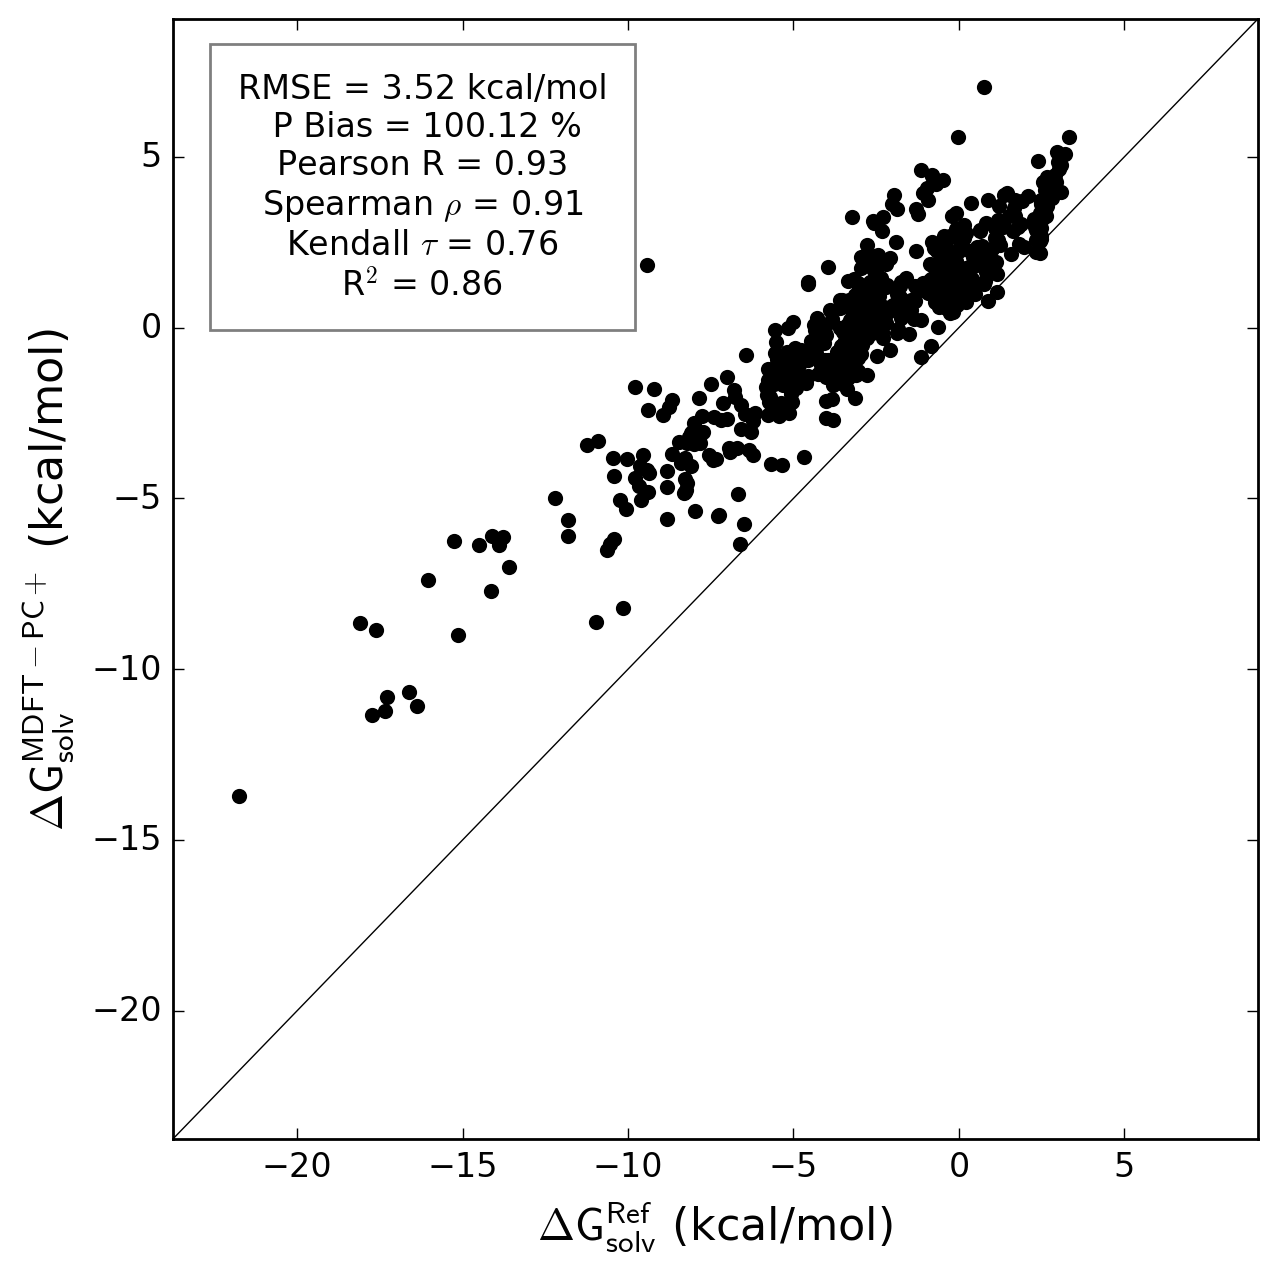 RMSE = 3.52 kcal/mol
P Bias = 100.12 %
Pearson R = 0.93
Spearman ρ = 0.91
Kendall τ = 0.76
R² = 0.86
5
0
−5
−10
−15
−20
ΔG_solv^MDFT−PC+ (kcal/mol)
−20 −15 −10 −5 0 5
ΔG_solv^Ref (kcal/mol)